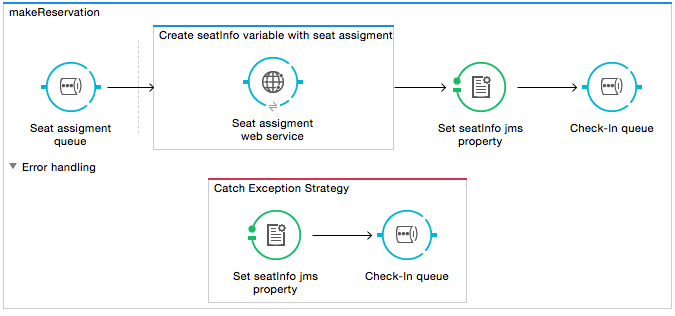 makeReservation
Create seatInfo variable with seat assigment
Seat assigment
queue
Seat assigment
web service
Set seatInfo jms
property
Check-In queue
Error handling
Catch Exception Strategy
Set seatInfo jms
property
Check-In queue